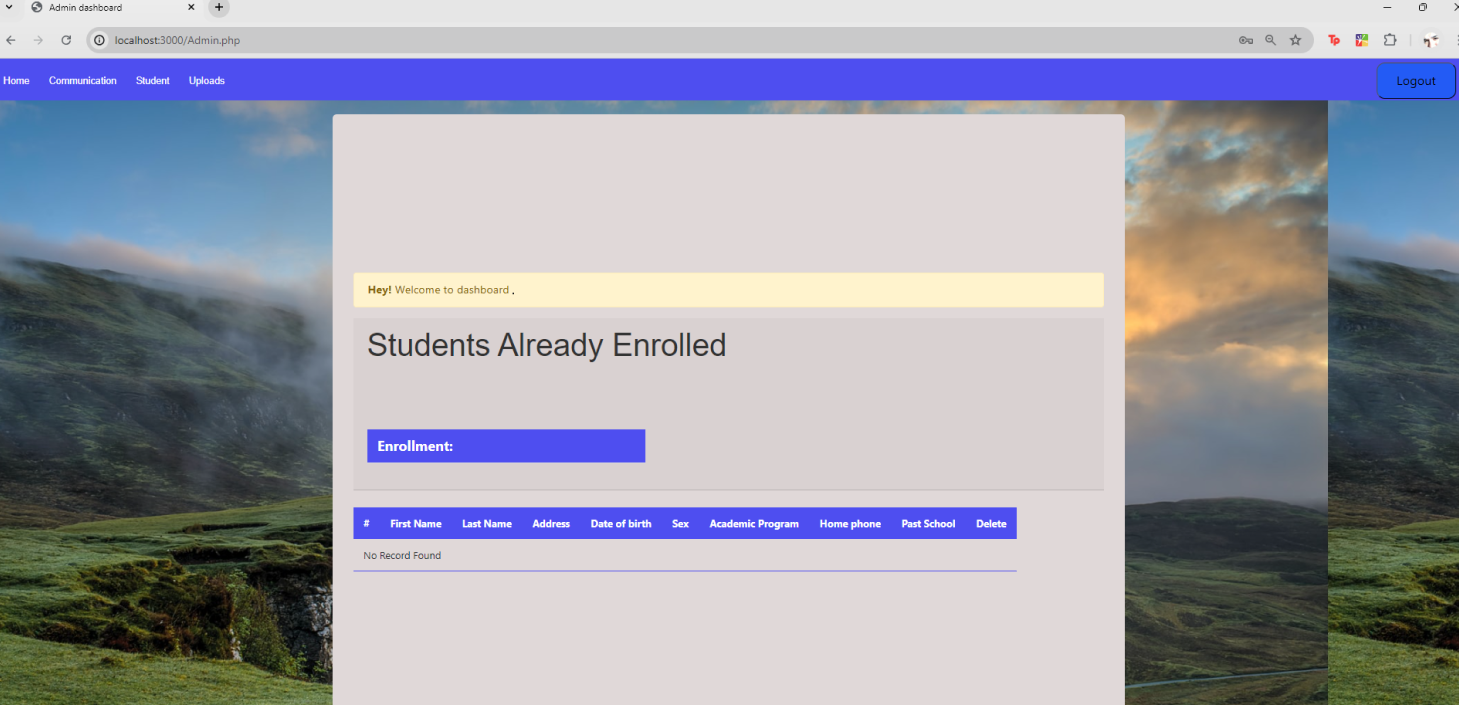 Admin dashboard
localhost:3000/Admin.php
Tp
Home Communication Student Uploads Logout
Hey! Welcome to dashboard .
Students Already Enrolled
Enrollment:
# First Name Last Name Address Date of birth Sex Academic Program Home phone Past School Delete
No Record Found